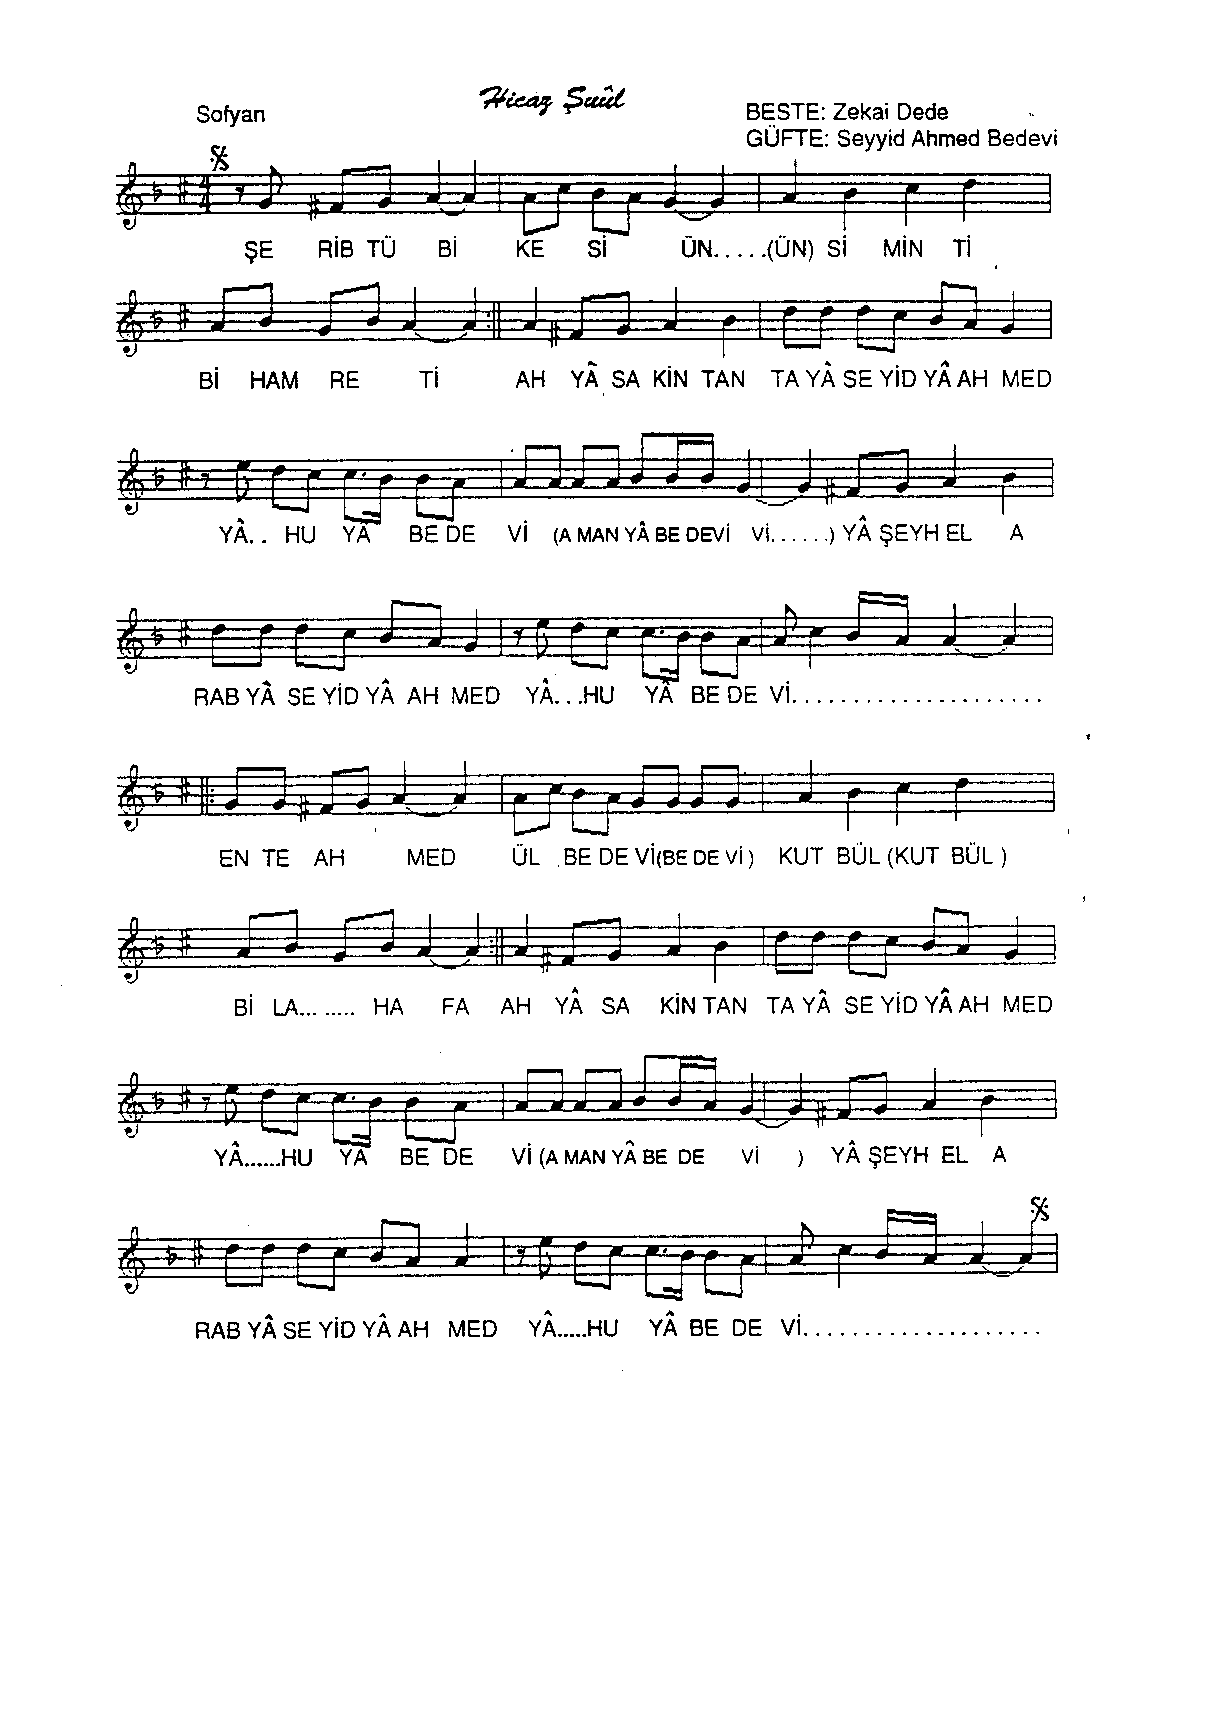 Hicaz Şuûl
Sofyan
BESTE: Zekai Dede
GÜFTE: Seyyid Ahmed Bedevi
4/4
ŞE RİB TÜ Bİ KE Sİ ÜN.....(ÜN) Sİ MİN Tİ
Bİ HAM RE Tİ AH YÂ SA KİN TAN TA YÂ SE YİD YÂ AH MED
YÂ.. HU YÂ BE DE Vİ (A MAN YÂ BE DEVİ Vİ......) YÂ ŞEYH EL A
RAB YÂ SE YİD YÂ AH MED YÂ...HU YÂ BE DE Vİ.....................
EN TE AH MED ÜL BE DE Vİ(BE DE Vİ) KUT BÜL (KUT BÜL)
Bİ LA........ HA FA AH YÂ SA KİN TAN TA YÂ SE YİD YÂ AH MED
YÂ......HU YÂ BE DE Vİ (A MAN YÂ BE DE Vİ ) YÂ ŞEYH EL A
RAB YÂ SE YİD YÂ AH MED YÂ.....HU YÂ BE DE Vİ....................